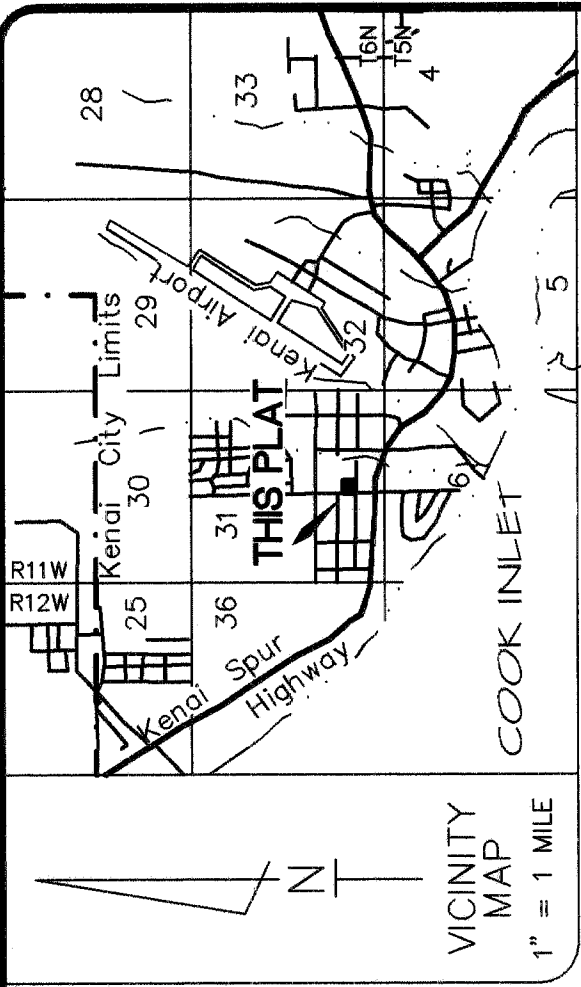 R11W
R12W
28
Kenai City Limits
25
30
29
Kenai Airport
33
36
31
32
THIS PLAT
T6N
T5N
4
Kenai Spur
Highway
6
5
COOK INLET
N
VICINITY
MAP
1" = 1 MILE